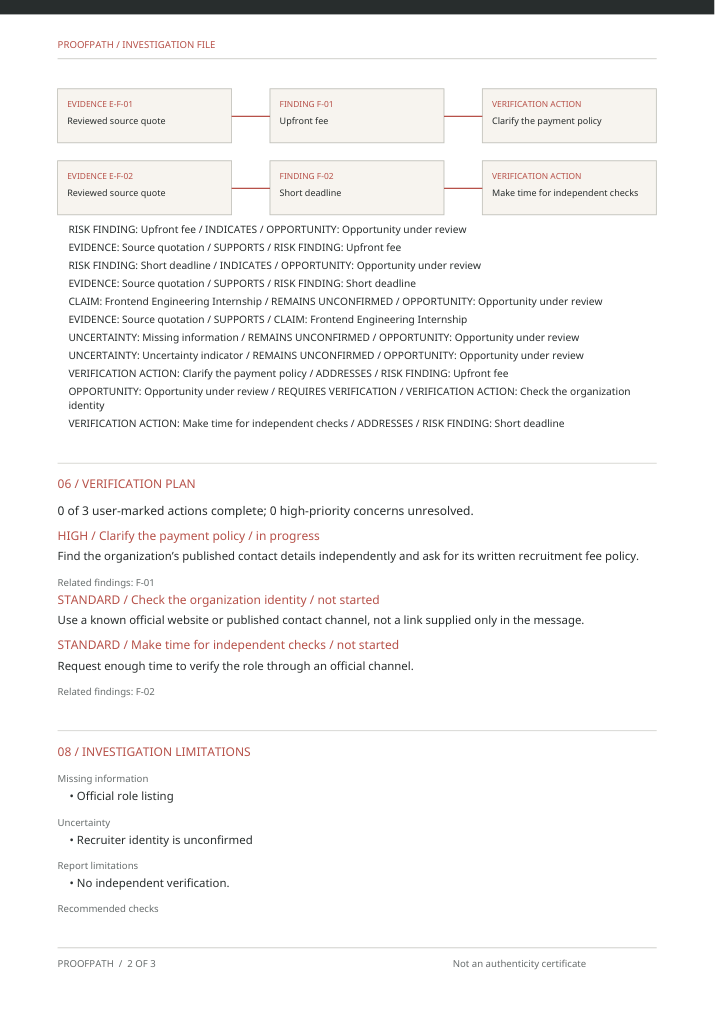 PROOFPATH / INVESTIGATION FILE
EVIDENCE E-F-01
Reviewed source quote
FINDING F-01
Upfront fee
VERIFICATION ACTION
Clarify the payment policy
EVIDENCE E-F-02
Reviewed source quote
FINDING F-02
Short deadline
VERIFICATION ACTION
Make time for independent checks
RISK FINDING: Upfront fee / INDICATES / OPPORTUNITY: Opportunity under review
EVIDENCE: Source quotation / SUPPORTS / RISK FINDING: Upfront fee
RISK FINDING: Short deadline / INDICATES / OPPORTUNITY: Opportunity under review
EVIDENCE: Source quotation / SUPPORTS / RISK FINDING: Short deadline
CLAIM: Frontend Engineering Internship / REMAINS UNCONFIRMED / OPPORTUNITY: Opportunity under review
EVIDENCE: Source quotation / SUPPORTS / CLAIM: Frontend Engineering Internship
UNCERTAINTY: Missing information / REMAINS UNCONFIRMED / OPPORTUNITY: Opportunity under review
UNCERTAINTY: Uncertainty indicator / REMAINS UNCONFIRMED / OPPORTUNITY: Opportunity under review
VERIFICATION ACTION: Clarify the payment policy / ADDRESSES / RISK FINDING: Upfront fee
OPPORTUNITY: Opportunity under review / REQUIRES VERIFICATION / VERIFICATION ACTION: Check the organization
identity
VERIFICATION ACTION: Make time for independent checks / ADDRESSES / RISK FINDING: Short deadline
06 / VERIFICATION PLAN
0 of 3 user-marked actions complete; 0 high-priority concerns unresolved.
HIGH / Clarify the payment policy / in progress
Find the organization’s published contact details independently and ask for its written recruitment fee policy.
Related findings: F-01
STANDARD / Check the organization identity / not started
Use a known official website or published contact channel, not a link supplied only in the message.
STANDARD / Make time for independent checks / not started
Request enough time to verify the role through an official channel.
Related findings: F-02
08 / INVESTIGATION LIMITATIONS
Missing information
• Official role listing
Uncertainty
• Recruiter identity is unconfirmed
Report limitations
• No independent verification.
Recommended checks
PROOFPATH / 2 OF 3
Not an authenticity certificate